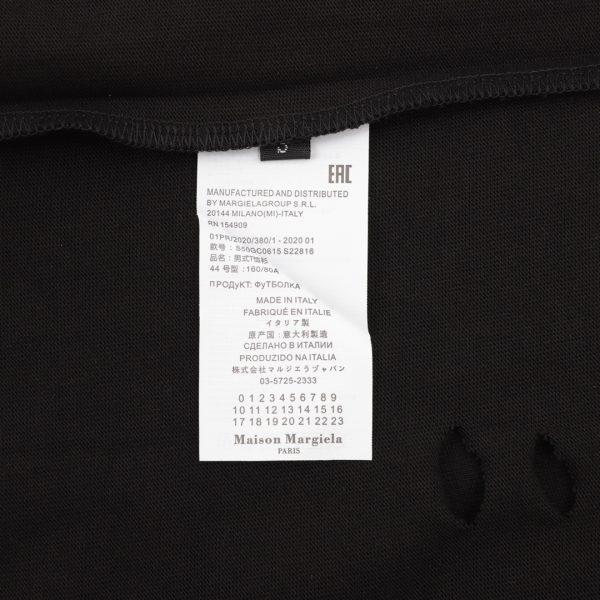 EAC
MANUFACTURED AND DISTRIBUTED
BY MARGIELAGROUP S.R.L.
20144 MILANO(MI)-ITALY
RN 154909
01PR/2020/380/1 - 2020 01
款号: S50GC0615 S22816
品名: 男式T恤衫
44 号型: 160/80A
ПРОДУКТ: ФУТБОЛКА
MADE IN ITALY
FABRIQUÉ EN ITALIE
イタリア製
原产国: 意大利製造
СДЕЛАНО В ИТАЛИИ
PRODUZIDO NA ITALIA
株式会社マルジエラジャパン
03-5725-2333
0 1 2 3 4 5 6 7 8 9
10 11 12 13 14 15 16
17 18 19 20 21 22 23
Maison Margiela
PARIS